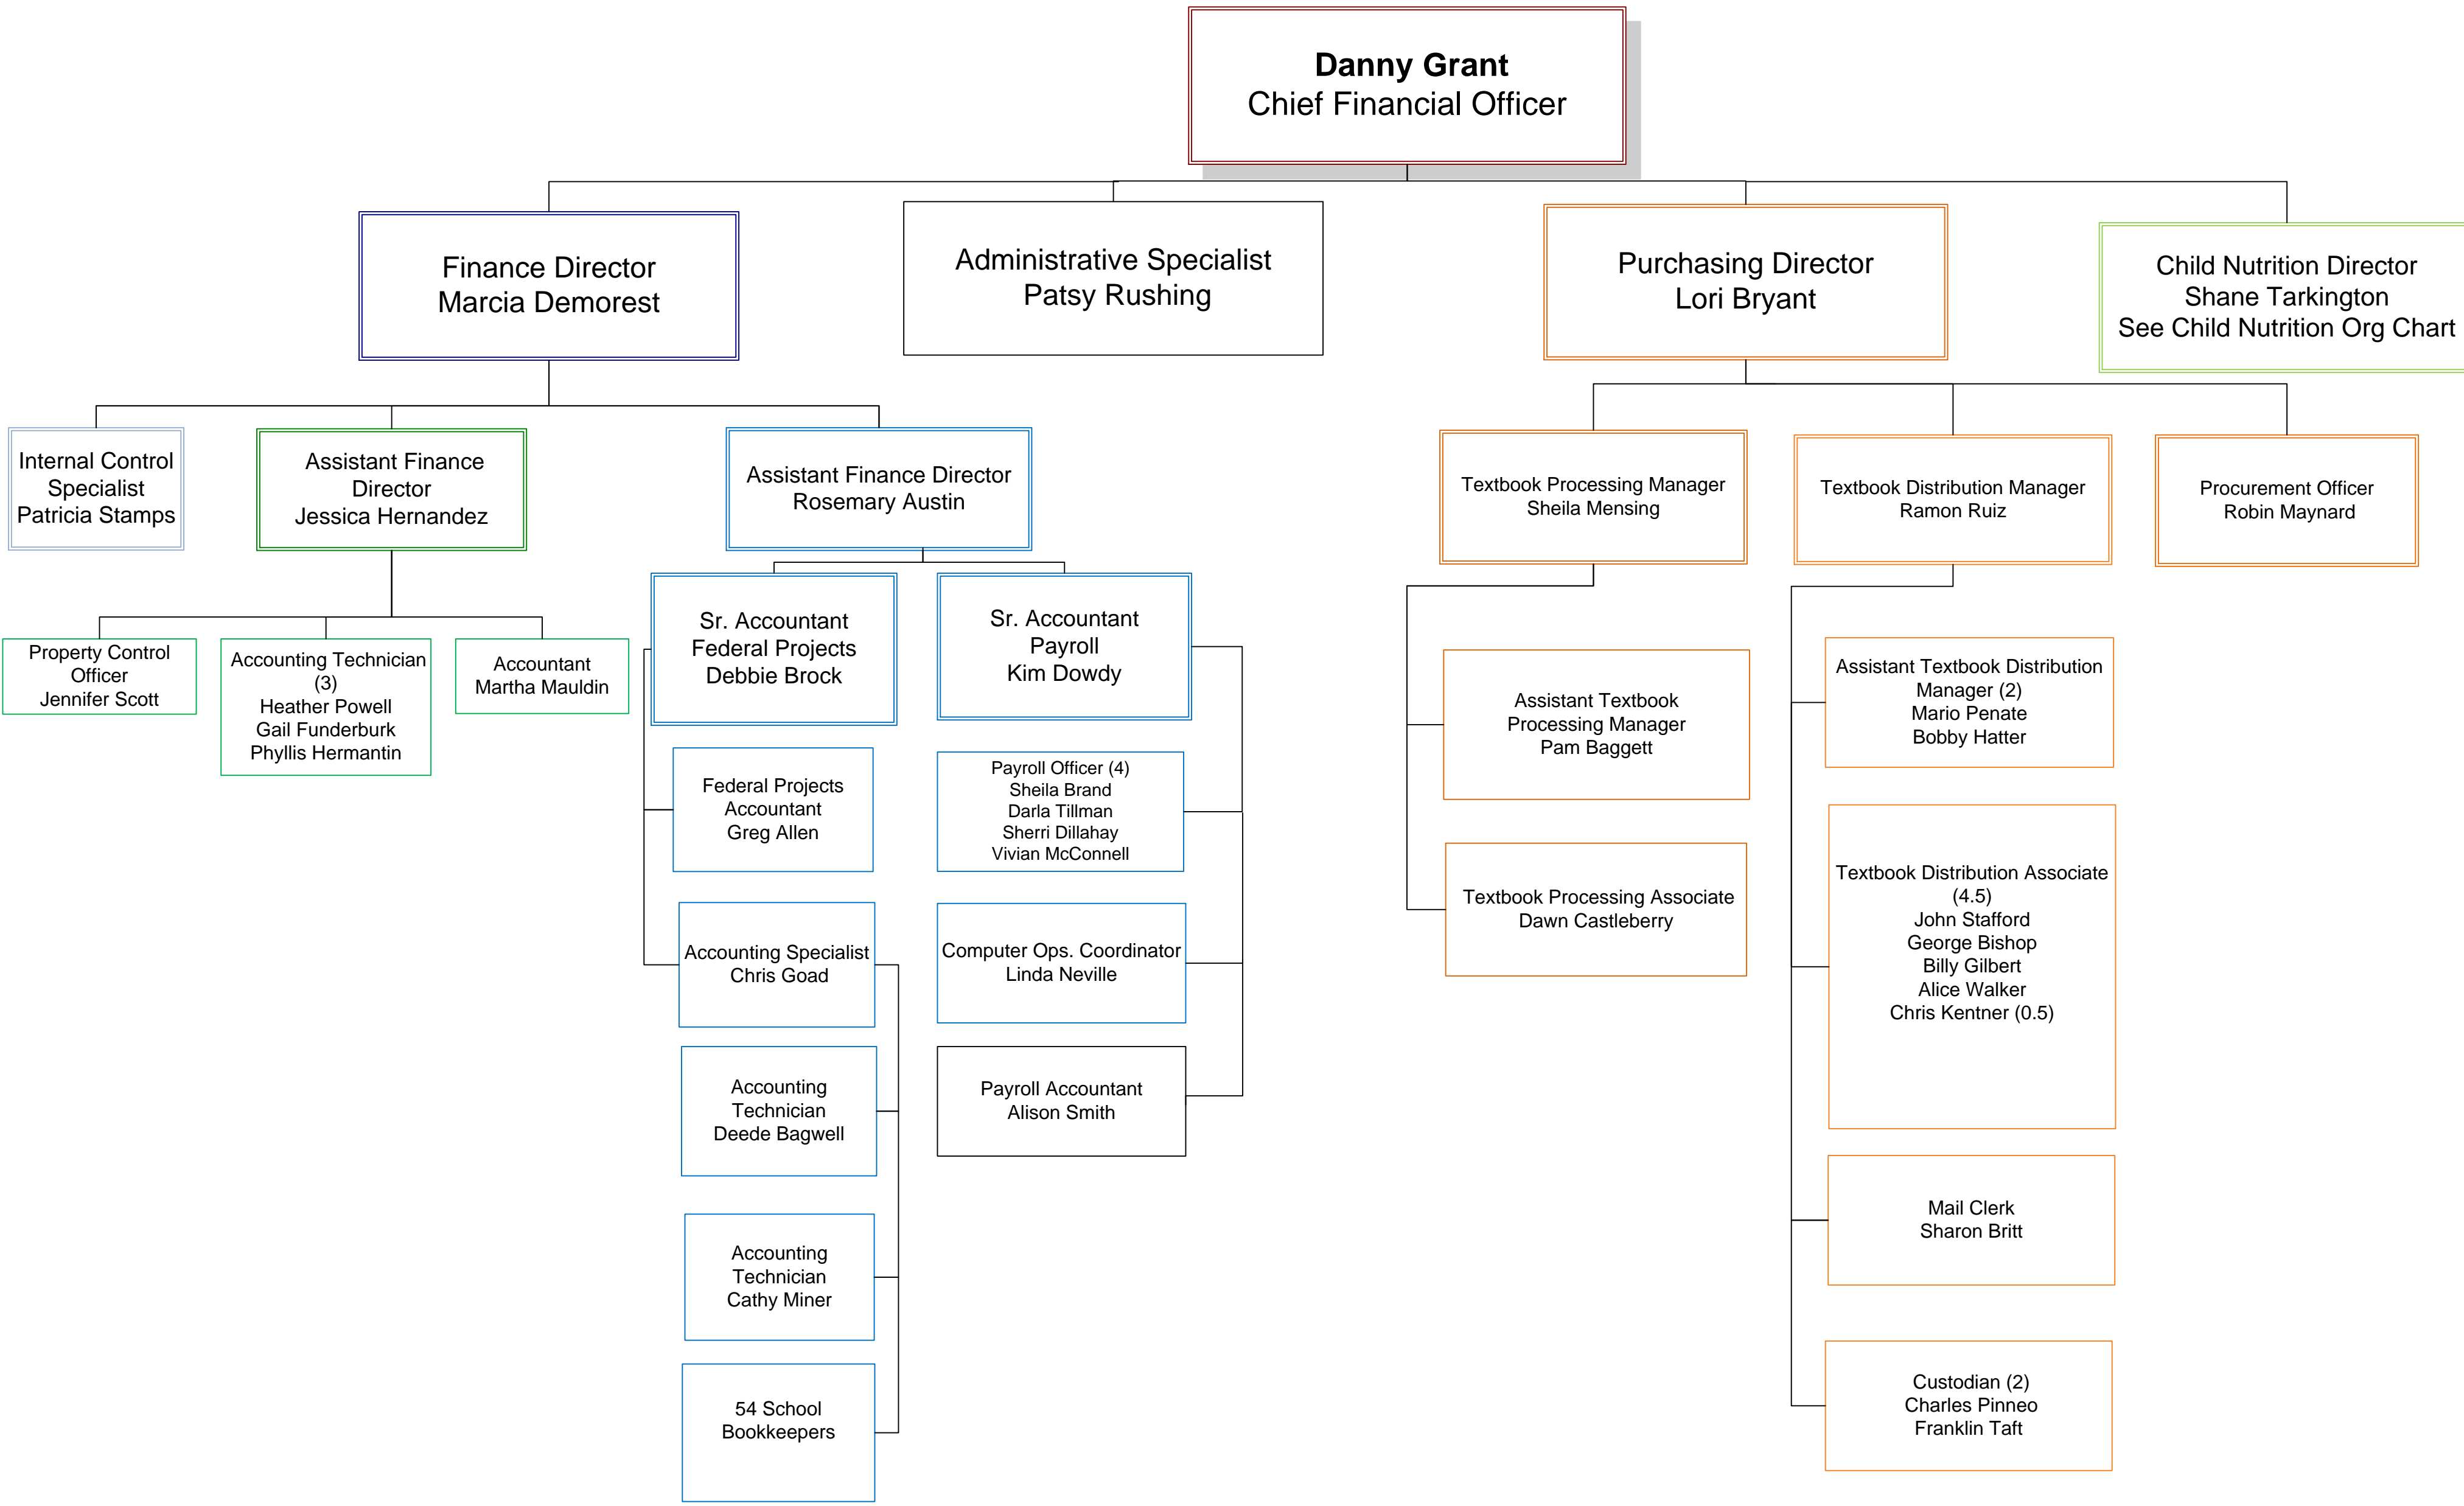 Danny Grant
Chief Financial Officer
Finance Director
Marcia Demorest
Administrative Specialist
Patsy Rushing
Purchasing Director
Lori Bryant
Child Nutrition Director
Shane Tarkington
See Child Nutrition Org Chart
Internal Control
Specialist
Patricia Stamps
Assistant Finance
Director
Jessica Hernandez
Assistant Finance Director
Rosemary Austin
Textbook Processing Manager
Sheila Mensing
Textbook Distribution Manager
Ramon Ruiz
Procurement Officer
Robin Maynard
Property Control
Officer
Jennifer Scott
Accounting Technician
(3)
Heather Powell
Gail Funderburk
Phyllis Hermantin
Accountant
Martha Mauldin
Sr. Accountant
Federal Projects
Debbie Brock
Sr. Accountant
Payroll
Kim Dowdy
Federal Projects
Accountant
Greg Allen
Payroll Officer (4)
Sheila Brand
Darla Tillman
Sherri Dillahay
Vivian McConnell
Accounting Specialist
Chris Goad
Computer Ops. Coordinator
Linda Neville
Accounting
Technician
Deede Bagwell
Payroll Accountant
Alison Smith
Accounting
Technician
Cathy Miner
54 School
Bookkeepers
Assistant Textbook
Processing Manager
Pam Baggett
Textbook Processing Associate
Dawn Castleberry
Assistant Textbook Distribution
Manager (2)
Mario Penate
Bobby Hatter
Textbook Distribution Associate
(4.5)
John Stafford
George Bishop
Billy Gilbert
Alice Walker
Chris Kentner (0.5)
Mail Clerk
Sharon Britt
Custodian (2)
Charles Pinneo
Franklin Taft